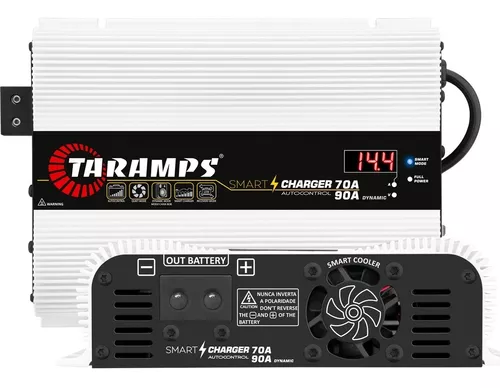 TARAMPS
14.4
SMART MODE
FULL POWER
SMART CHARGER 70A
AUTOCONTROL
90A DYNAMIC
WARNING
OUT BATTERY
SMART COOLER
CAUTION
NUNCA INVERTA
A POLARIDADE
DON'T REVERSE
THE − AND + OF THE
BATTERY
SMART CHARGER 70A
AUTOCONTROL
90A DYNAMIC